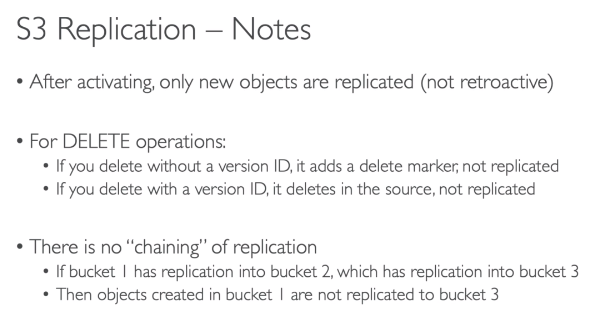 S3 Replication – Notes
• After activating, only new objects are replicated (not retroactive)
• For DELETE operations:
• If you delete without a version ID, it adds a delete marker, not replicated
• If you delete with a version ID, it deletes in the source, not replicated
• There is no “chaining” of replication
• If bucket 1 has replication into bucket 2, which has replication into bucket 3
• Then objects created in bucket 1 are not replicated to bucket 3